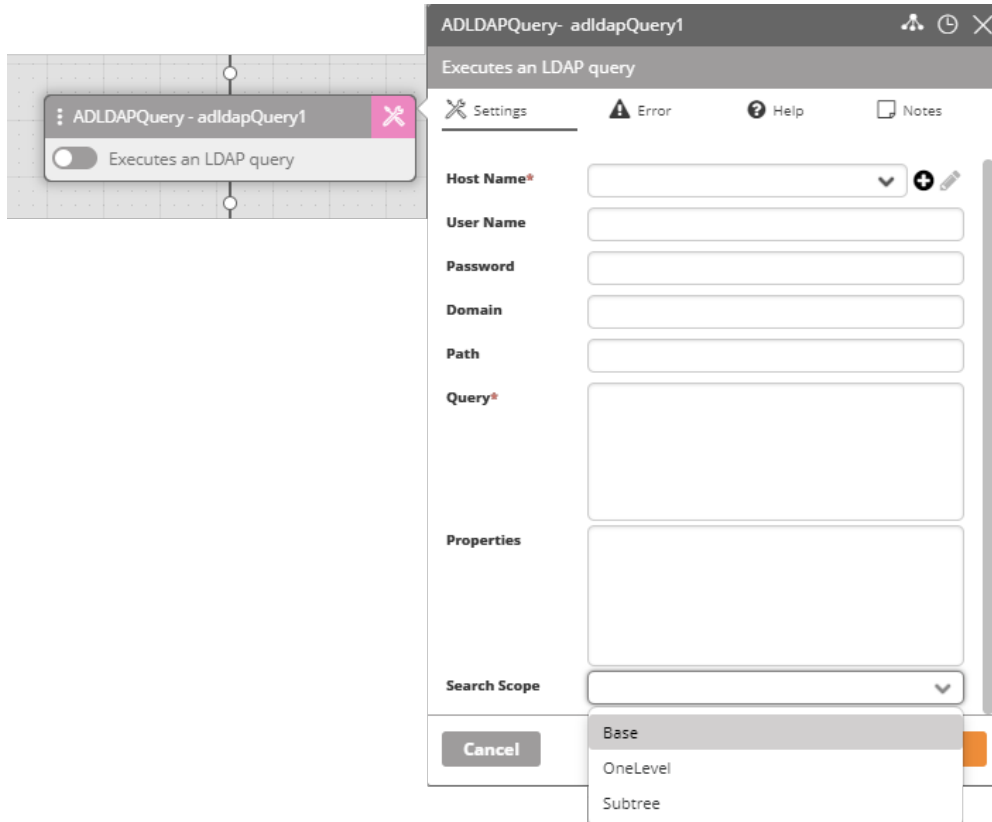 ADLDAPQuery - adldapQuery1
Executes an LDAP query
ADLDAPQuery- adldapQuery1
Executes an LDAP query
Settings Error Help Notes
Host Name*
User Name
Password
Domain
Path
Query*
Properties
Search Scope
Base
Cancel
OneLevel
Subtree